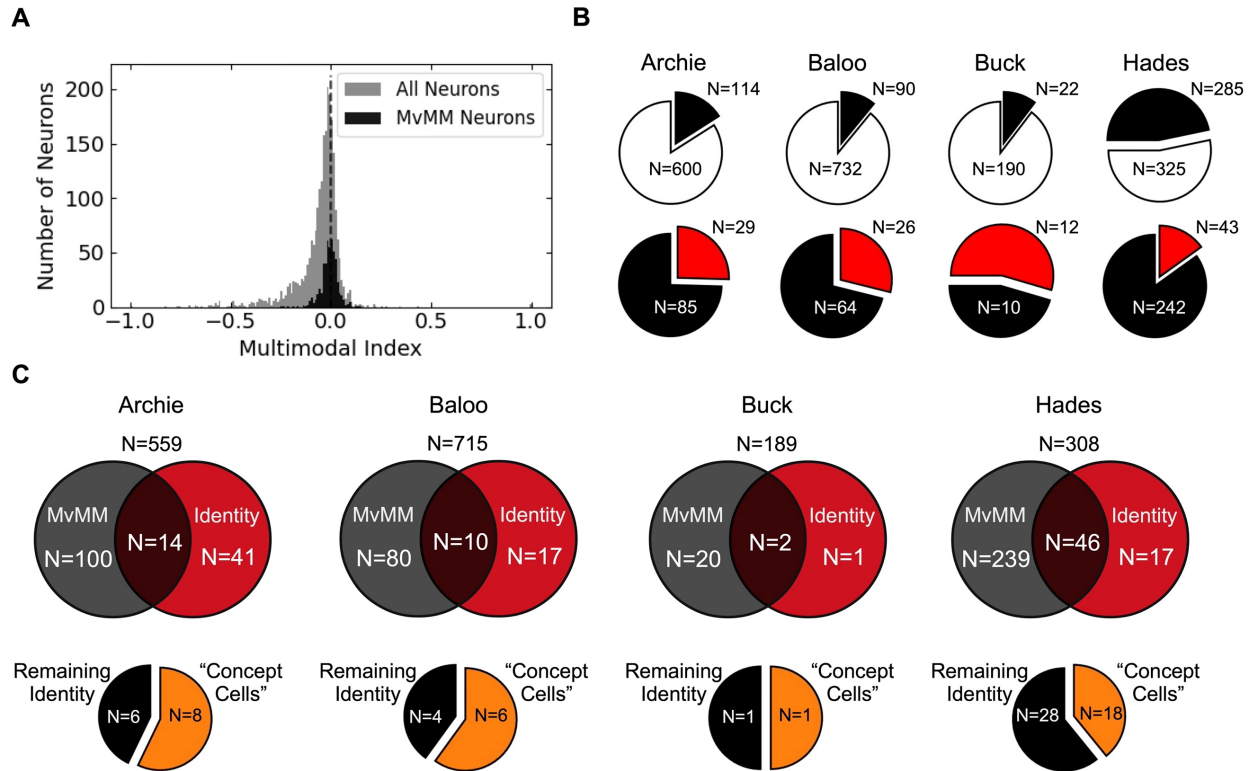 A
Number of Neurons
200
150
100
50
0
−1.0
−0.5
0.0
0.5
1.0
Multimodal Index
All Neurons
MvMM Neurons
B
Archie
Baloo
Buck
Hades
N=114
N=600
N=90
N=732
N=22
N=190
N=285
N=325
N=29
N=85
N=26
N=64
N=12
N=10
N=43
N=242
C
Archie
N=559
MvMM
N=100
N=14
Identity
N=41
Baloo
N=715
MvMM
N=80
N=10
Identity
N=17
Buck
N=189
MvMM
N=20
N=2
Identity
N=1
Hades
N=308
MvMM
N=239
N=46
Identity
N=17
Remaining
Identity
“Concept
Cells”
N=6
N=8
Remaining
Identity
“Concept
Cells”
N=4
N=6
Remaining
Identity
“Concept
Cells”
N=1
N=1
Remaining
Identity
“Concept
Cells”
N=28
N=18